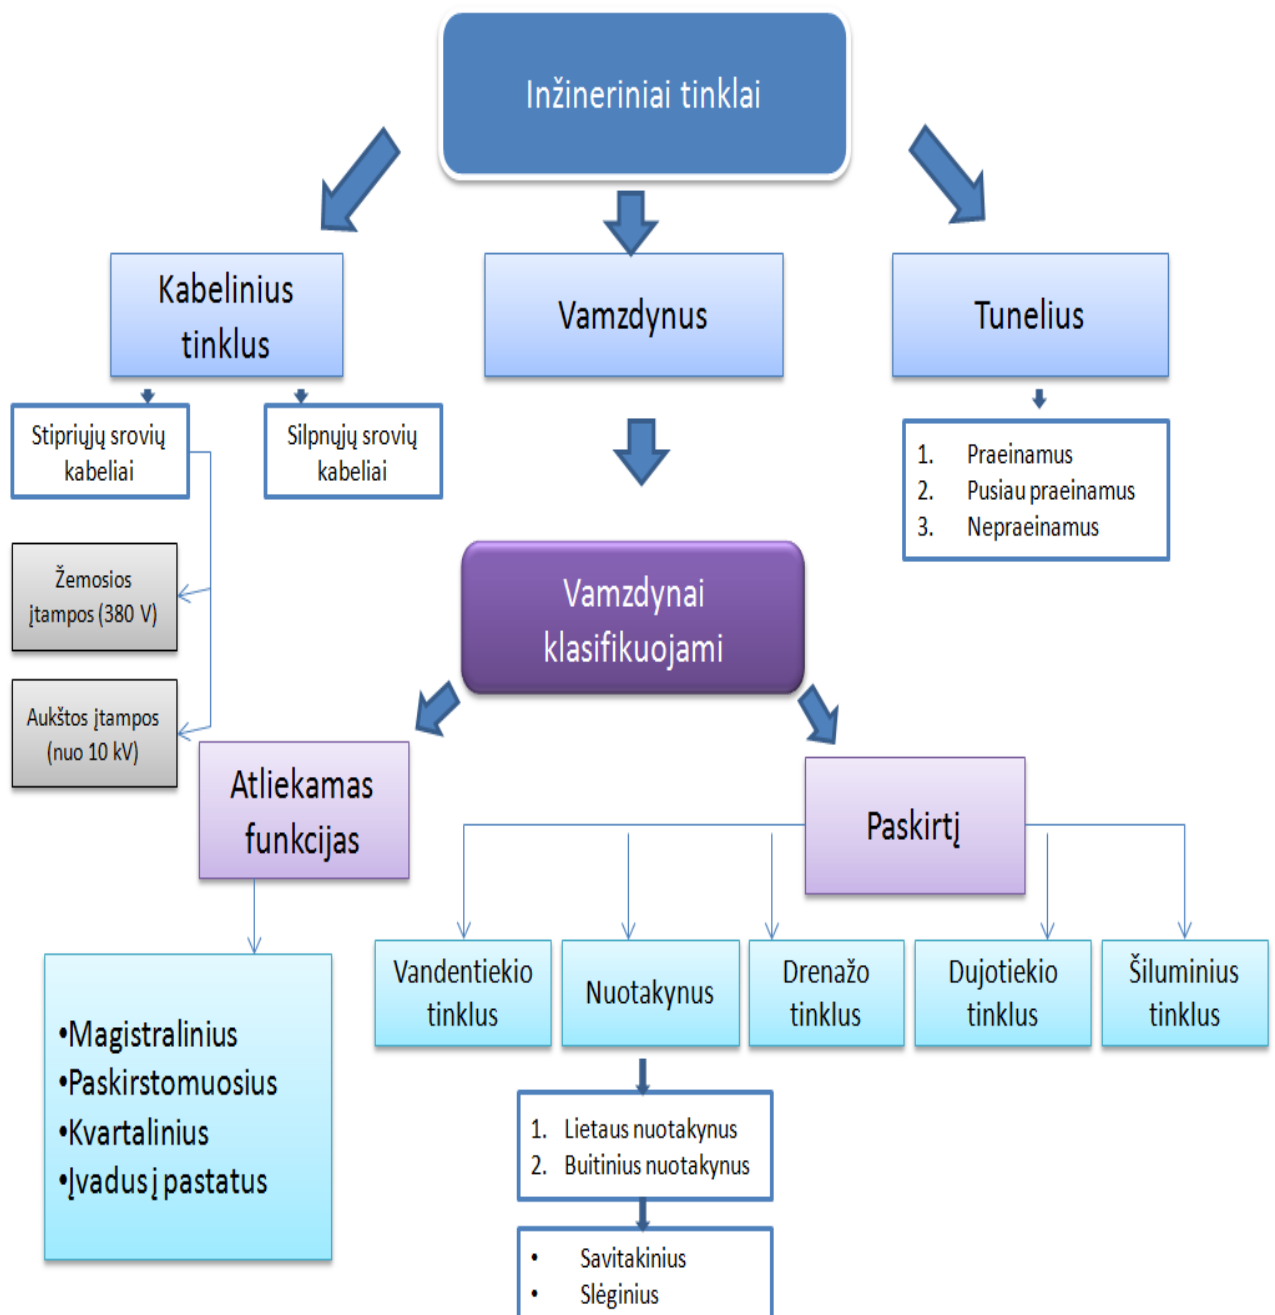 Inžineriniai tinklai
Kabelinius
tinklus
Vamzdynus
Tunelius
Stipriųjų srovių
kabeliai
Silpnųjų srovių
kabeliai
1. Praeinamus
2. Pusiau praeinamus
3. Nepraeinamus
Žemosios
įtampos (380 V)
Aukštos įtampos
(nuo 10 kV)
Vamzdynai
klasifikuojami
Atliekamas
funkcijas
Paskirtį
•Magistralinius
•Paskirstomuosius
•Kvartalinius
•Įvadus į pastatus
Vandentiekio
tinklus
Nuotakynus
Drenažo
tinklus
Dujotiekio
tinklus
Šiluminius
tinklus
1. Lietaus nuotakynus
2. Buitinius nuotakynus
• Savitakinius
• Slėginius